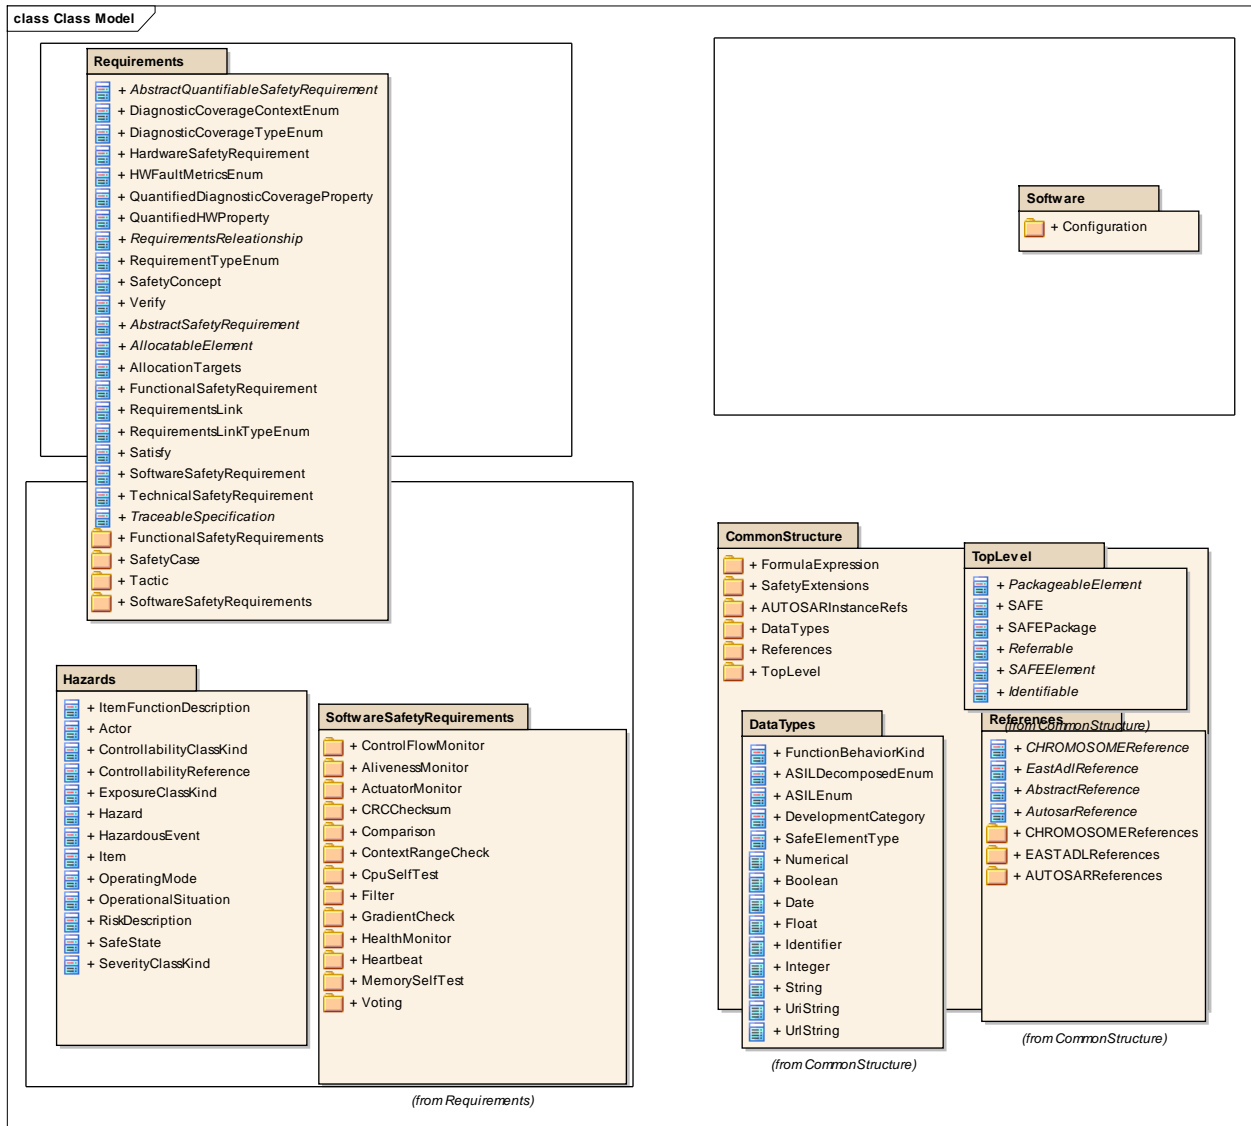 class Class Model
Requirements
+ AbstractQuantifiableSafetyRequirement
+ DiagnosticCoverageContextEnum
+ DiagnosticCoverageTypeEnum
+ HardwareSafetyRequirement
+ HWFaultMetricsEnum
+ QuantifiedDiagnosticCoverageProperty
+ QuantifiedHWProperty
+ RequirementsReleationship
+ RequirementTypeEnum
+ SafetyConcept
+ Verify
+ AbstractSafetyRequirement
+ AllocatableElement
+ AllocationTargets
+ FunctionalSafetyRequirement
+ RequirementsLink
+ RequirementsLinkTypeEnum
+ Satisfy
+ SoftwareSafetyRequirement
+ TechnicalSafetyRequirement
+ TraceableSpecification
+ FunctionalSafetyRequirements
+ SafetyCase
+ Tactic
+ SoftwareSafetyRequirements
Software
+ Configuration
Hazards
+ ItemFunctionDescription
+ Actor
+ ControllabilityClassKind
+ ControllabilityReference
+ ExposureClassKind
+ Hazard
+ HazardousEvent
+ Item
+ OperatingMode
+ OperationalSituation
+ RiskDescription
+ SafeState
+ SeverityClassKind
SoftwareSafetyRequirements
+ ControlFlowMonitor
+ AlivenessMonitor
+ ActuatorMonitor
+ CRCChecksum
+ Comparison
+ ContextRangeCheck
+ CpuSelfTest
+ Filter
+ GradientCheck
+ HealthMonitor
+ Heartbeat
+ MemorySelfTest
+ Voting
(from Requirements)
CommonStructure
+ FormulaExpression
+ SafetyExtensions
+ AUTOSARInstanceRefs
+ DataTypes
+ References
+ TopLevel
TopLevel
+ PackageableElement
+ SAFE
+ SAFEPackage
+ Referrable
+ SAFEElement
+ Identifiable
(from CommonStructure)
DataTypes
+ FunctionBehaviorKind
+ ASILDecomposedEnum
+ ASILEnum
+ DevelopmentCategory
+ SafeElementType
+ Numerical
+ Boolean
+ Date
+ Float
+ Identifier
+ Integer
+ String
+ UriString
+ UrlString
(from CommonStructure)
References
+ CHROMOSOMEReference
+ EastAdlReference
+ AbstractReference
+ AutosarReference
+ CHROMOSOMEReferences
+ EASTADLReferences
+ AUTOSARReferences
(from CommonStructure)